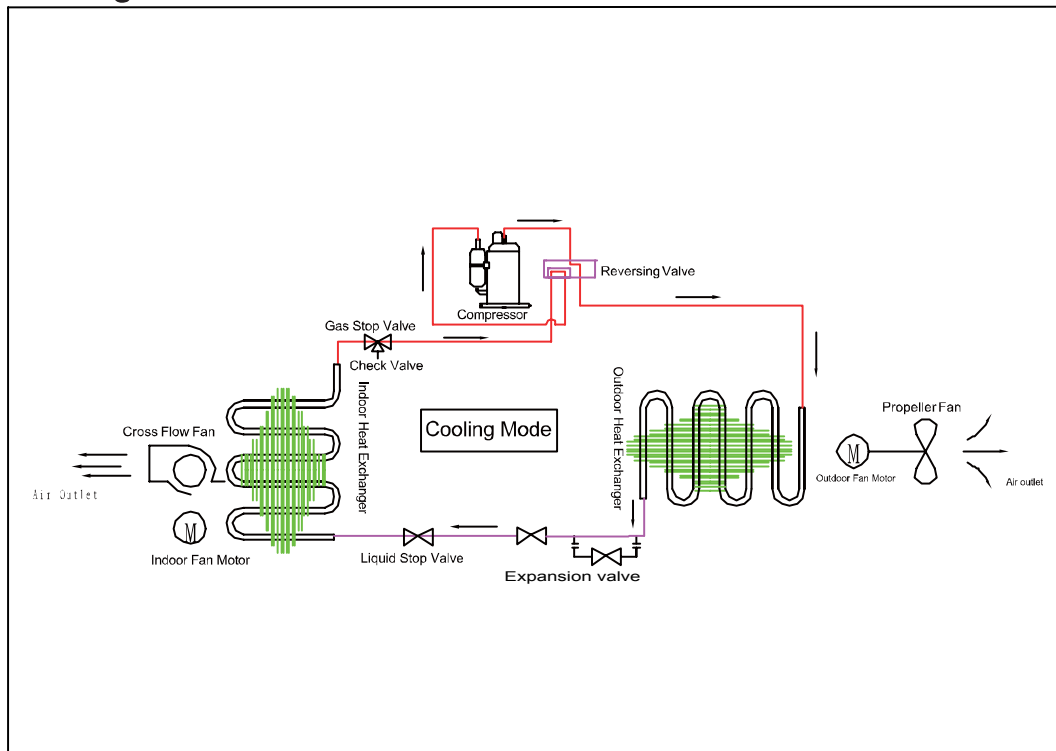 Reversing Valve
Compressor
Gas Stop Valve
Check Valve
Indoor Heat Exchanger
Outdoor Heat Exchanger
Cooling Mode
Propeller Fan
Cross Flow Fan
M
Outdoor Fan Motor
Air outlet
Air Outlet
M
Indoor Fan Motor
Liquid Stop Valve
Expansion valve